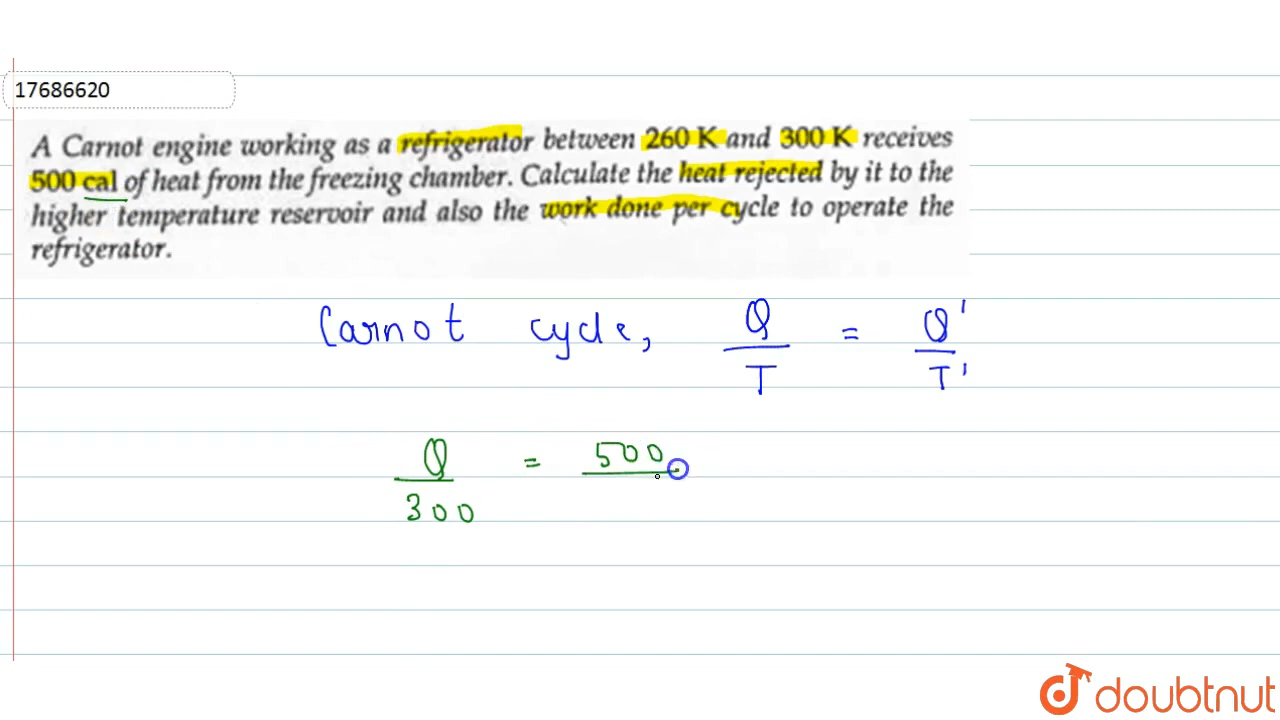 17686620
A Carnot engine working as a refrigerator between 260 K and 300 K receives
500 cal of heat from the freezing chamber. Calculate the heat rejected by it to the
higher temperature reservoir and also the work done per cycle to operate the
refrigerator.
Carnot cycle, Q/T = Q'/T'
Q/300 = 500
doubtnut